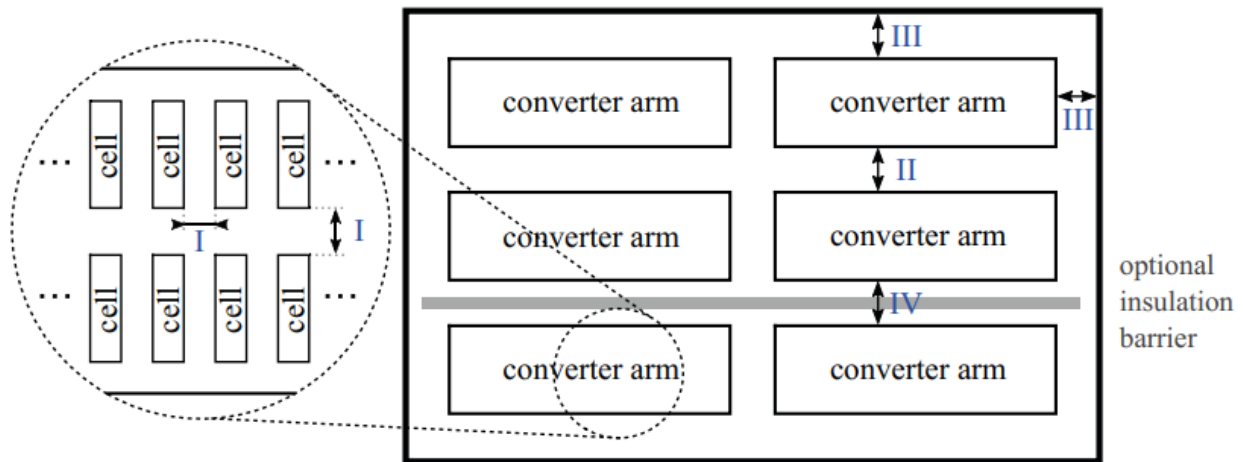 III
converter arm
converter arm
III
cell
cell
cell
cell
...
...
II
I
I
converter arm
converter arm
optional
insulation
barrier
IV
cell
cell
cell
cell
...
...
converter arm
converter arm